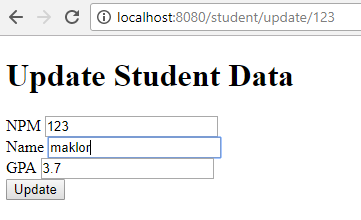 localhost:8080/student/update/123
Update Student Data
NPM 123
Name maklor
GPA 3.7
Update